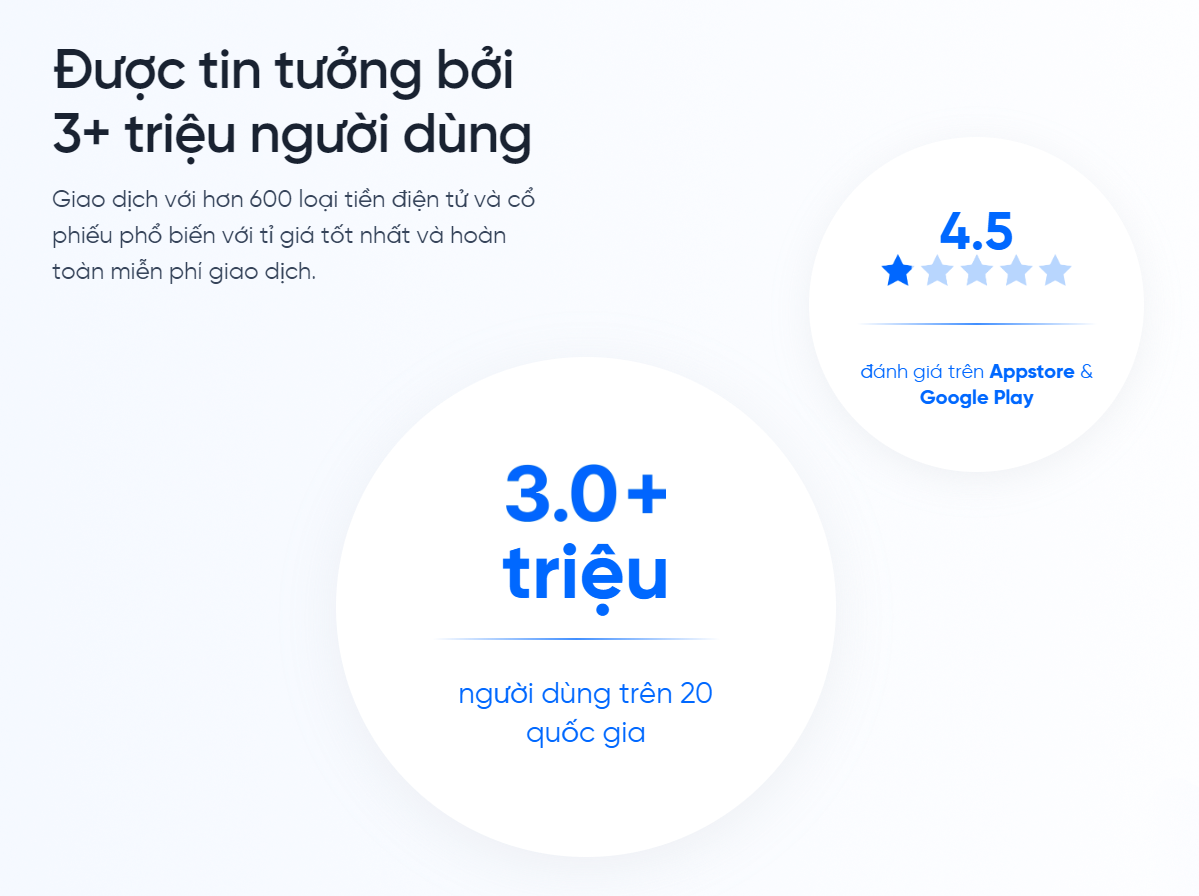 Được tin tưởng bởi
3+ triệu người dùng
Giao dịch với hơn 600 loại tiền điện tử và cổ
phiếu phổ biến với tỉ giá tốt nhất và hoàn
toàn miễn phí giao dịch.
4.5
đánh giá trên Appstore &
Google Play
3.0+
triệu
người dùng trên 20
quốc gia